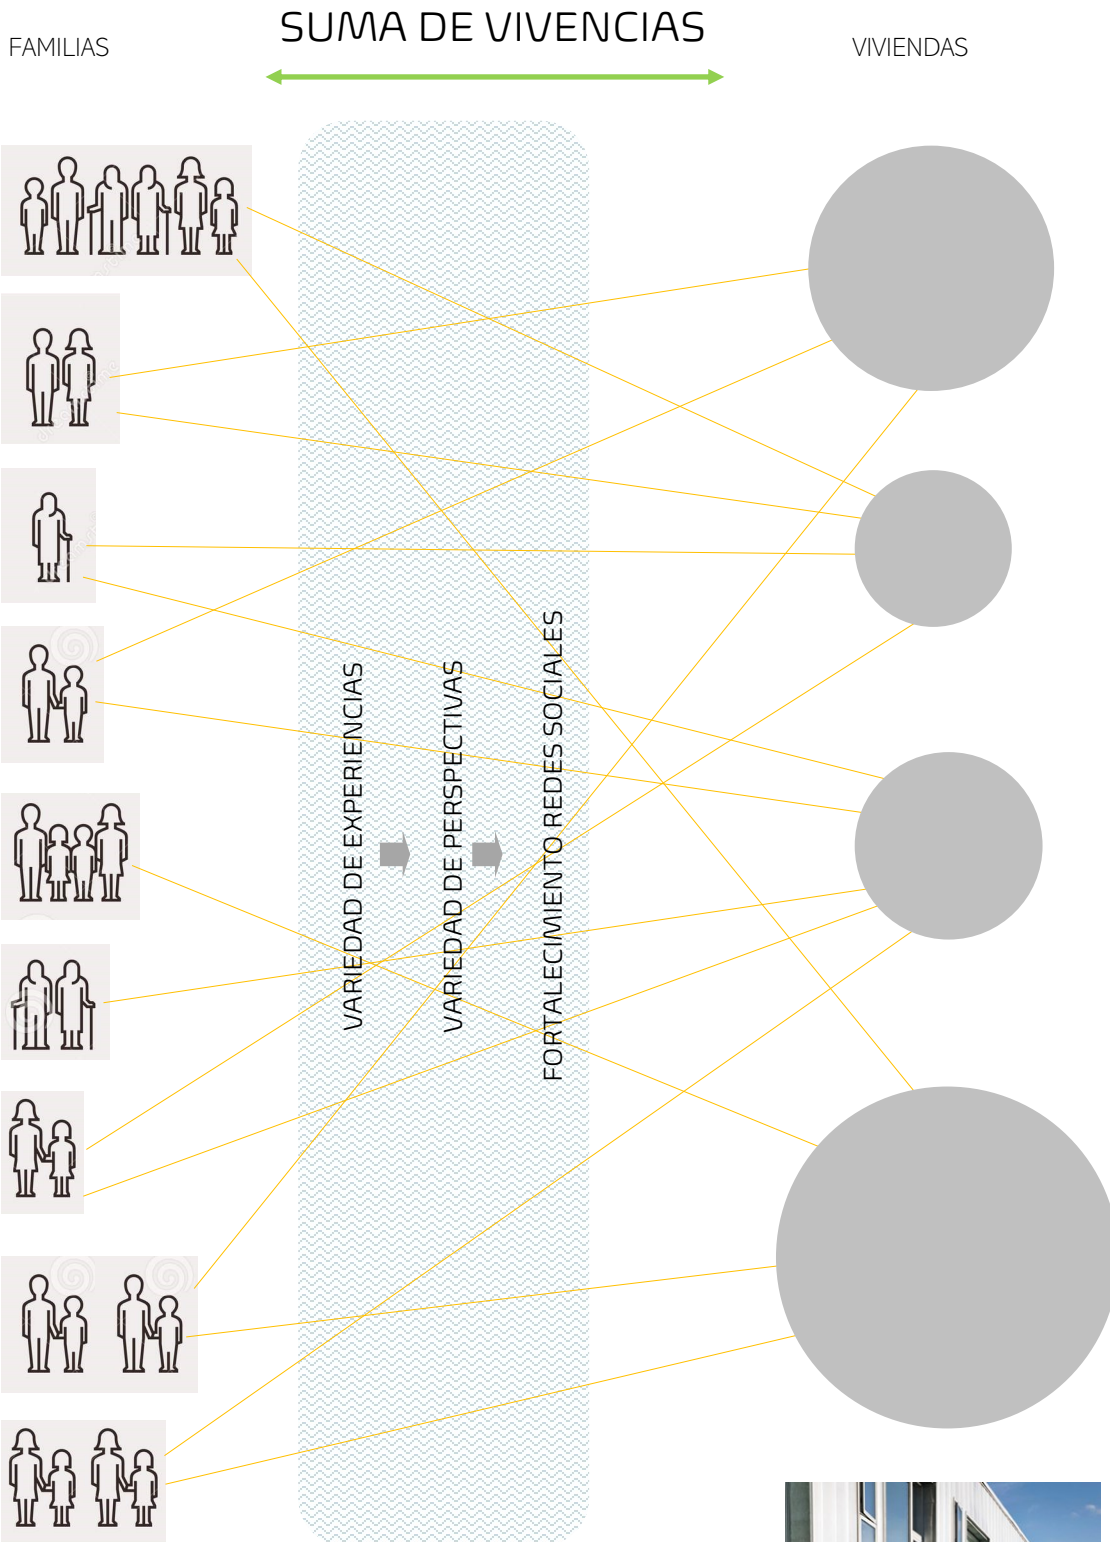 SUMA DE VIVENCIAS
FAMILIAS
VIVIENDAS
VARIEDAD DE EXPERIENCIAS
VARIEDAD DE PERSPECTIVAS
FORTALECIMIENTO REDES SOCIALES